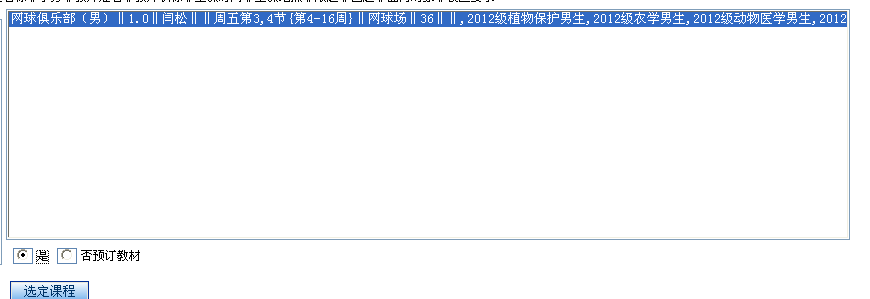 网球俱乐部（男）‖1.0‖闫松‖‖周五第3,4节{第4-16周}‖网球场‖36‖‖,2012级植物保护男生,2012级农学男生,2012级动物医学男生,2012
是 否预订教材
选定课程